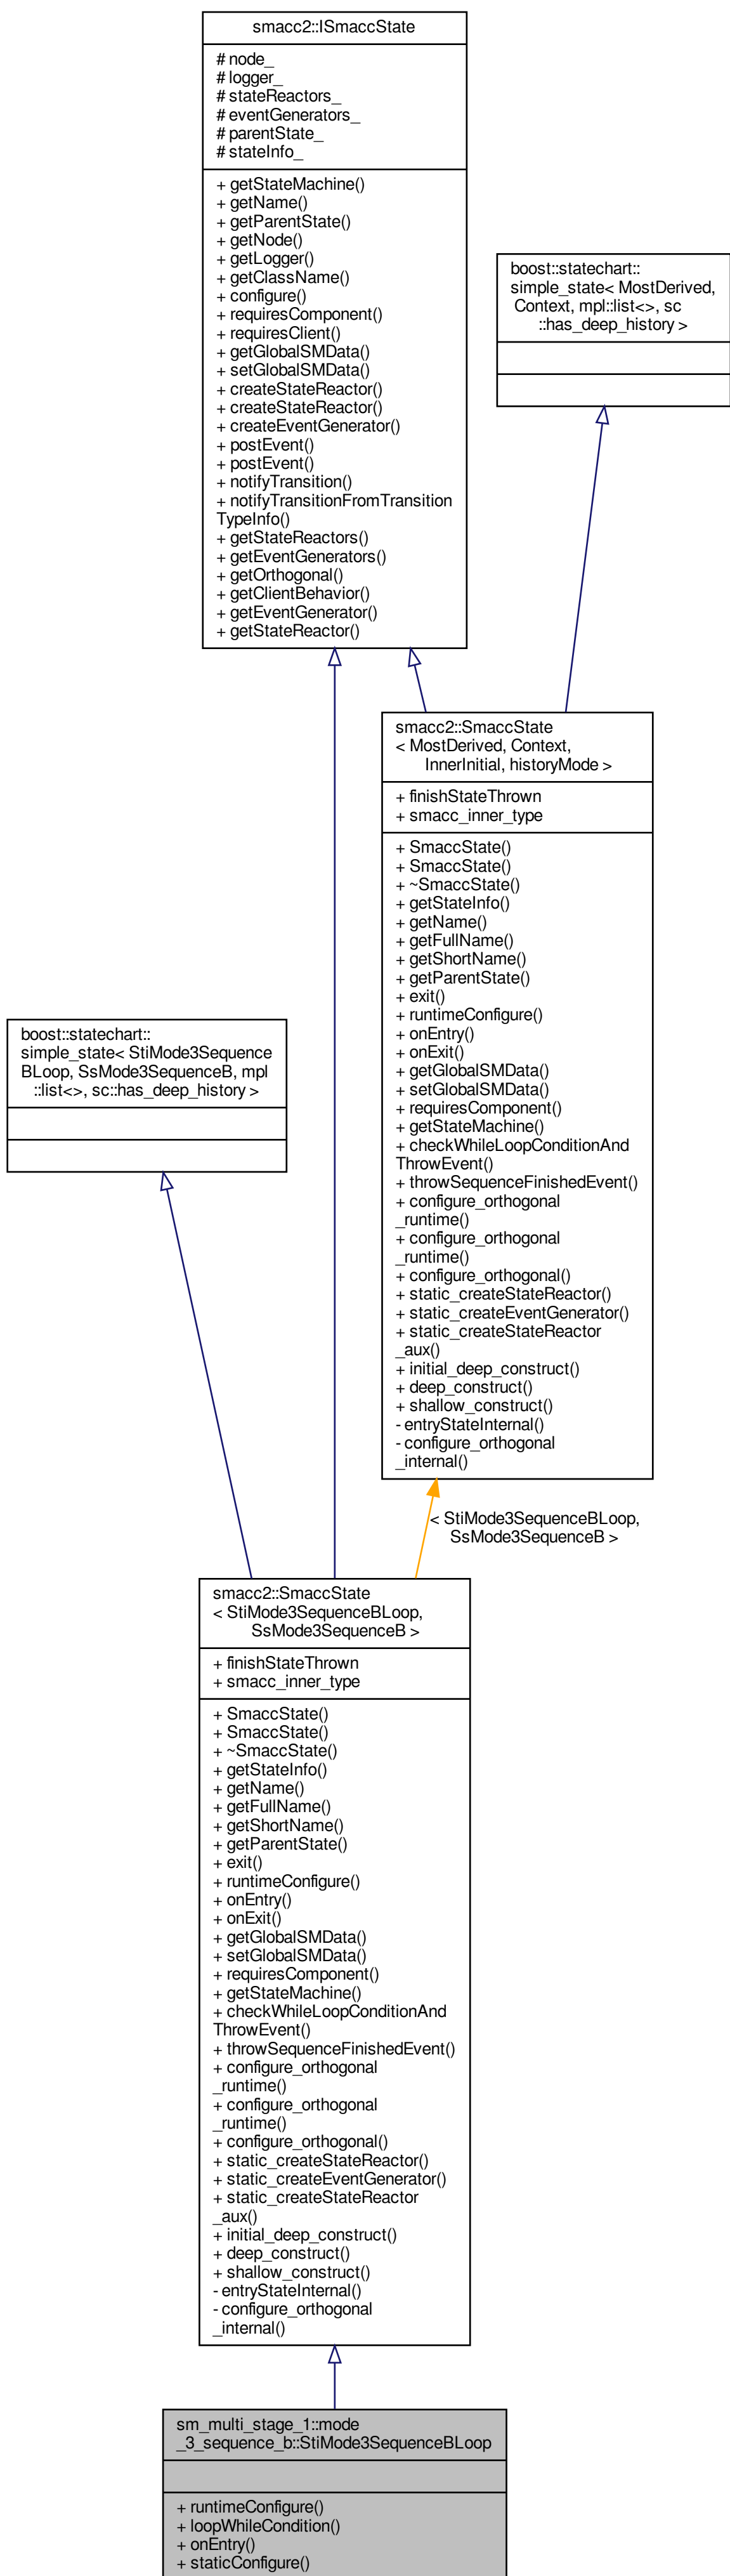 smacc2::ISmaccState
# node_
# logger_
# stateReactors_
# eventGenerators_
# parentState_
# stateInfo_
+ getStateMachine()
+ getName()
+ getParentState()
+ getNode()
+ getLogger()
+ getClassName()
+ configure()
+ requiresComponent()
+ requiresClient()
+ getGlobalSMData()
+ setGlobalSMData()
+ createStateReactor()
+ createStateReactor()
+ createEventGenerator()
+ postEvent()
+ postEvent()
+ notifyTransition()
+ notifyTransitionFromTransition
TypeInfo()
+ getStateReactors()
+ getEventGenerators()
+ getOrthogonal()
+ getClientBehavior()
+ getEventGenerator()
+ getStateReactor()
boost::statechart::
simple_state< MostDerived,
Context, mpl::list<>, sc
::has_deep_history >
smacc2::SmaccState
< MostDerived, Context,
InnerInitial, historyMode >
+ finishStateThrown
+ smacc_inner_type
+ SmaccState()
+ SmaccState()
+ ~SmaccState()
+ getStateInfo()
+ getName()
+ getFullName()
+ getShortName()
+ getParentState()
+ exit()
+ runtimeConfigure()
+ onEntry()
+ onExit()
+ getGlobalSMData()
+ setGlobalSMData()
+ requiresComponent()
+ getStateMachine()
+ checkWhileLoopConditionAnd
ThrowEvent()
+ throwSequenceFinishedEvent()
+ configure_orthogonal
_runtime()
+ configure_orthogonal
_runtime()
+ configure_orthogonal()
+ static_createStateReactor()
+ static_createEventGenerator()
+ static_createStateReactor
_aux()
+ initial_deep_construct()
+ deep_construct()
+ shallow_construct()
- entryStateInternal()
- configure_orthogonal
_internal()
boost::statechart::
simple_state< StiMode3Sequence
BLoop, SsMode3SequenceB, mpl
::list<>, sc::has_deep_history >
< StiMode3SequenceBLoop,
SsMode3SequenceB >
smacc2::SmaccState
< StiMode3SequenceBLoop,
SsMode3SequenceB >
+ finishStateThrown
+ smacc_inner_type
+ SmaccState()
+ SmaccState()
+ ~SmaccState()
+ getStateInfo()
+ getName()
+ getFullName()
+ getShortName()
+ getParentState()
+ exit()
+ runtimeConfigure()
+ onEntry()
+ onExit()
+ getGlobalSMData()
+ setGlobalSMData()
+ requiresComponent()
+ getStateMachine()
+ checkWhileLoopConditionAnd
ThrowEvent()
+ throwSequenceFinishedEvent()
+ configure_orthogonal
_runtime()
+ configure_orthogonal
_runtime()
+ configure_orthogonal()
+ static_createStateReactor()
+ static_createEventGenerator()
+ static_createStateReactor
_aux()
+ initial_deep_construct()
+ deep_construct()
+ shallow_construct()
- entryStateInternal()
- configure_orthogonal
_internal()
sm_multi_stage_1::mode
_3_sequence_b::StiMode3SequenceBLoop
+ runtimeConfigure()
+ loopWhileCondition()
+ onEntry()
+ staticConfigure()